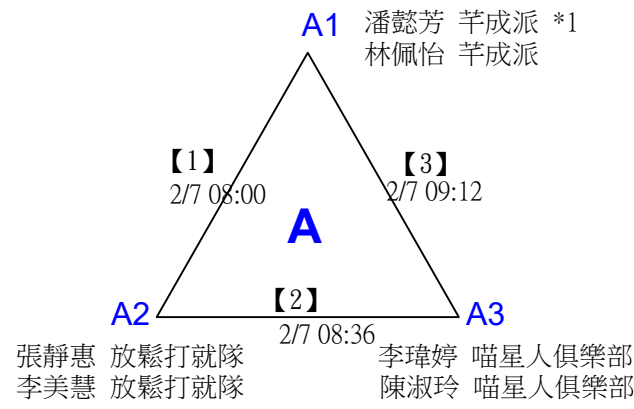 A1
潘懿芳 芊成派 *1
林佩怡 芊成派
【1】
2/7 08:00
【3】
2/7 09:12
A
【2】
2/7 08:36
A2
A3
張靜惠 放鬆打就隊
李美慧 放鬆打就隊
李瑋婷 喵星人俱樂部
陳淑玲 喵星人俱樂部